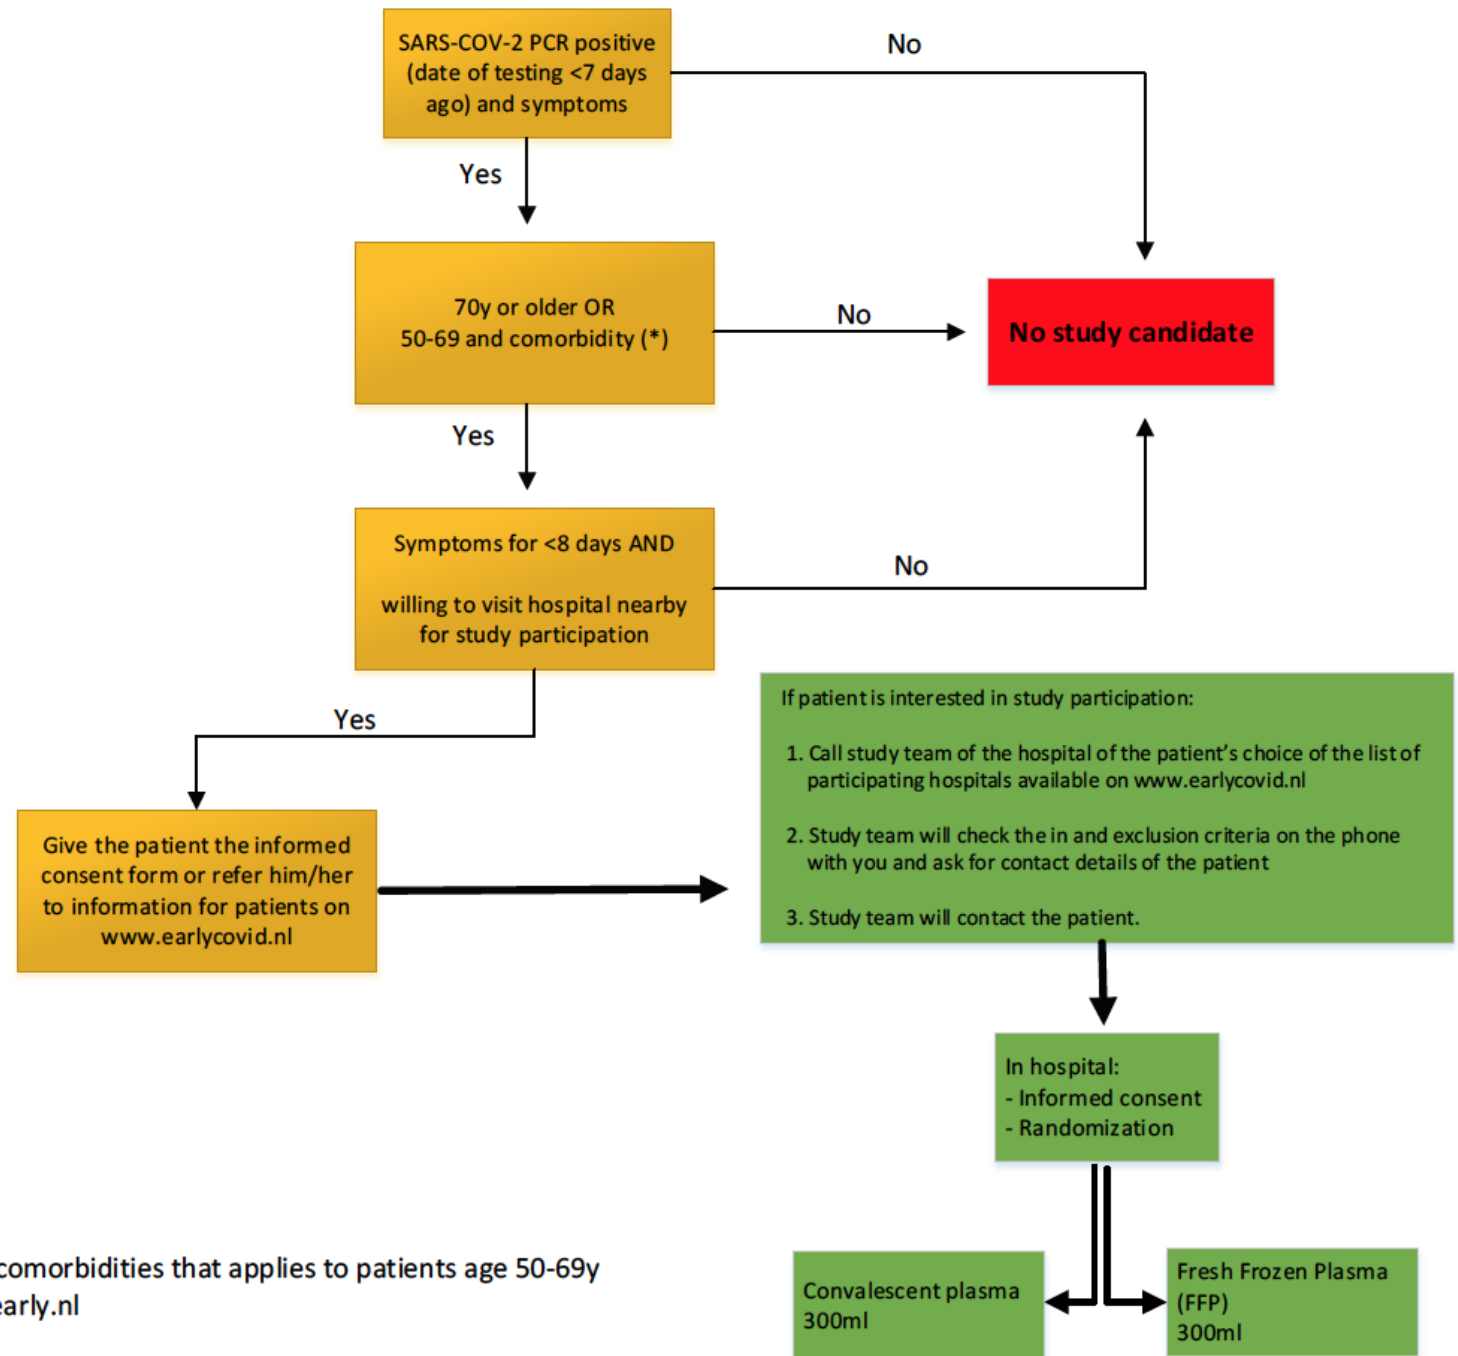 SARS-COV-2 PCR positive
(date of testing <7 days
ago) and symptoms
No
Yes
70y or older OR
50-69 and comorbidity (*)
No
No study candidate
Yes
Symptoms for <8 days AND
willing to visit hospital nearby
for study participation
No
Yes
Give the patient the informed
consent form or refer him/her
to information for patients on
www.earlycovid.nl
If patient is interested in study participation:
1. Call study team of the hospital of the patient's choice of the list of
participating hospitals available on www.earlycovid.nl
2. Study team will check the in and exclusion criteria on the phone
with you and ask for contact details of the patient
3. Study team will contact the patient.
In hospital:
- Informed consent
- Randomization
Convalescent plasma
300ml
Fresh Frozen Plasma
(FFP)
300ml
comorbidities that applies to patients age 50-69y
early.nl